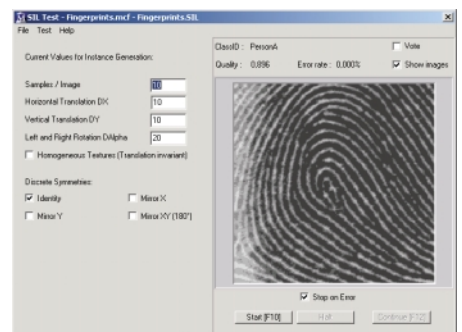 SIL Test - Fingerprints.mcf - Fingerprints.SIL
File Test Help
Current Values for Instance Generation:
Samples / Image 10
Horizontal Translation DX 10
Vertical Translation DY 10
Left and Right Rotation DAlpha 20
Homogeneous Textures (Translation invariant)
Discrete Symmetries:
Identity Mirror X
Mirror Y Mirror XY (180°)
ClassID : PersonA Vote
Quality : 0,896 Error rate : 0,000% Show images
Stop on Error
Start [F10] Halt Continue [F12]